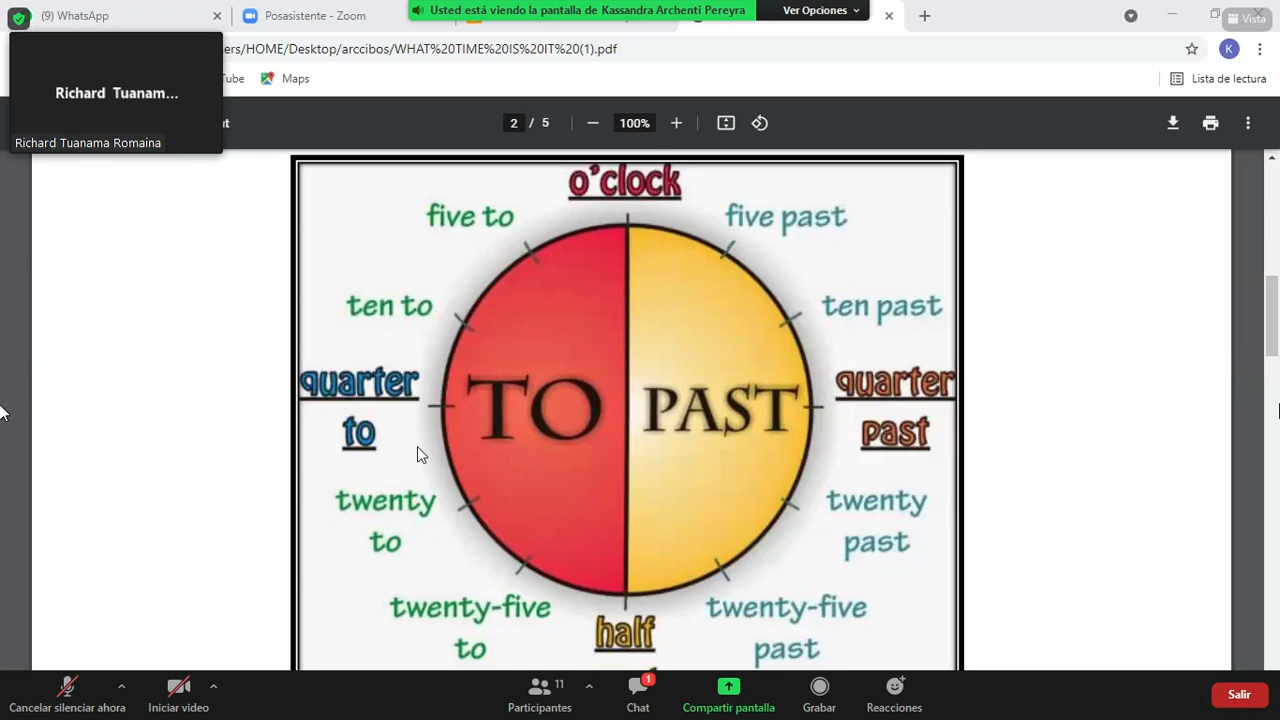 (9) WhatsApp
Posasistente - Zoom
Usted está viendo la pantalla de Kassandra Archenti Pereyra
Ver Opciones
Vista
ers/HOME/Desktop/arccibos/WHAT%20TIME%20IS%20IT%20(1).pdf
K
Richard Tuanam...
Richard Tuanama Romaina
Tube
Maps
Lista de lectura
2 / 5
100%
o'clock
five to
five past
ten to
ten past
quarter
to
TO
PAST
quarter
past
twenty
to
twenty
past
twenty-five
to
half
twenty-five
past
Cancelar silenciar ahora
Iniciar video
Participantes
11
Chat
1
Compartir pantalla
Grabar
Reacciones
Salir